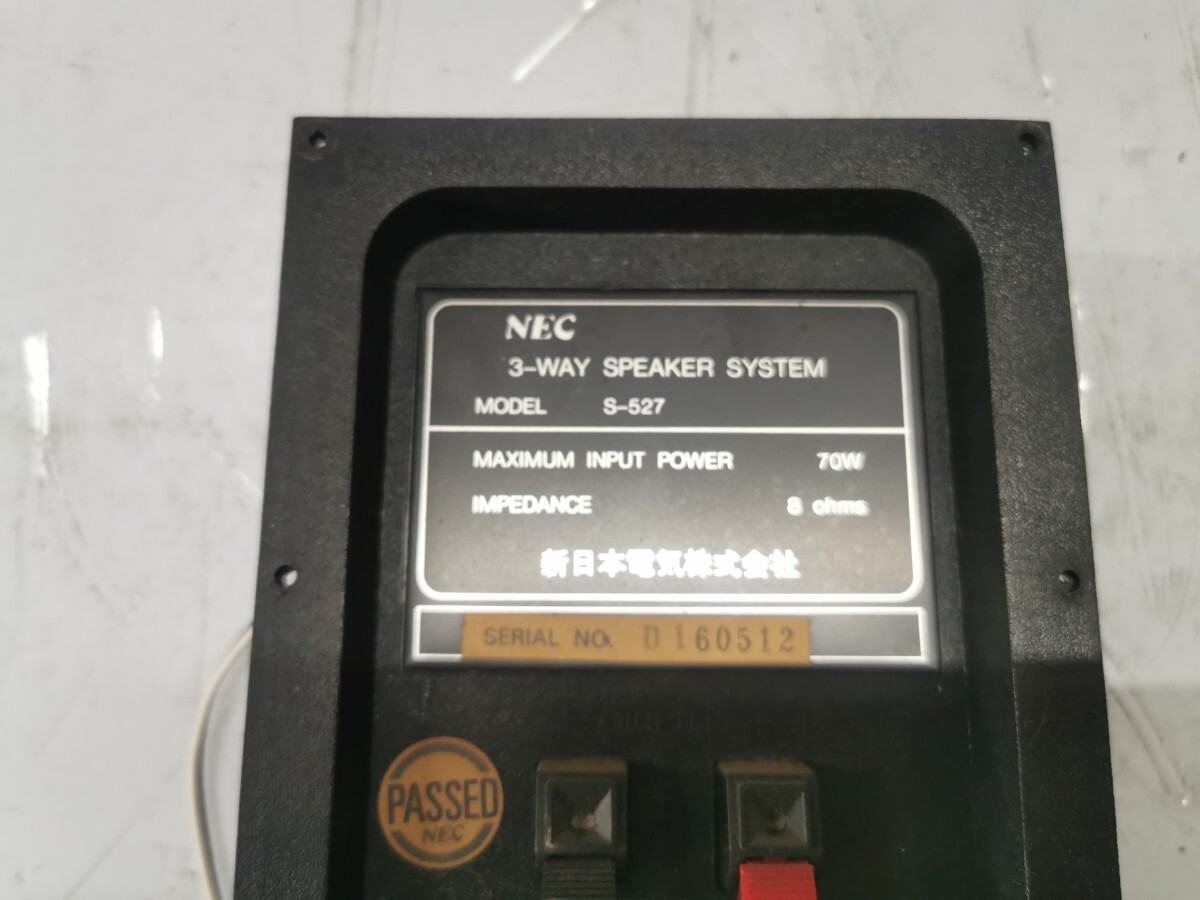 NEC
3-WAY SPEAKER SYSTEM
MODEL S-527
MAXIMUM INPUT POWER 70W
IMPEDANCE 8 ohms
新日本電気株式会社
SERIAL NO. D160512
PASSED
NEC